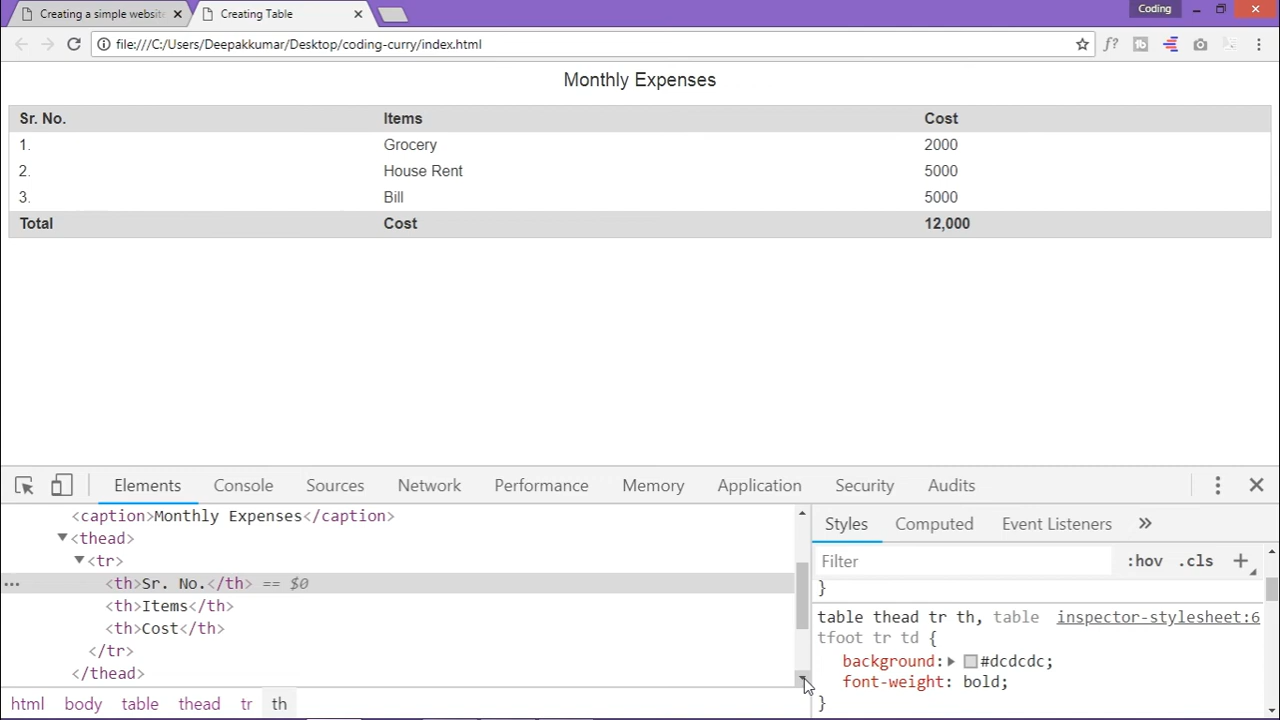 Creating a simple website
Creating Table
Coding
file:///C:/Users/Deepakkumar/Desktop/coding-curry/index.html
f?
Monthly Expenses
Sr. No. Items Cost
1. Grocery 2000
2. House Rent 5000
3. Bill 5000
Total Cost 12,000
Elements Console Sources Network Performance Memory Application Security Audits
<caption>Monthly Expenses</caption>
<thead>
<tr>
<th>Sr. No.</th> == $0
<th>Items</th>
<th>Cost</th>
</tr>
</thead>
html body table thead tr th
Styles Computed Event Listeners »
Filter :hov .cls +
}
table thead tr th, table inspector-stylesheet:6
tfoot tr td {
background: #dcdcdc;
font-weight: bold;
}